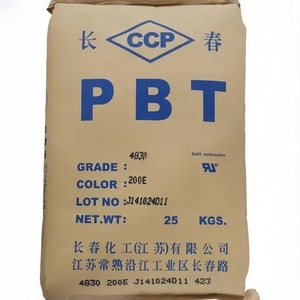 长 CCP 春
PBT
GRADE : 4830
RoHS conformation
COLOR : 200E
LOT NO : J141024D11
NET.WT: 25 KGS.
长春化工(江苏)有限公司
江苏常熟沿江工业区长春路
4830 200E J141024D11 423